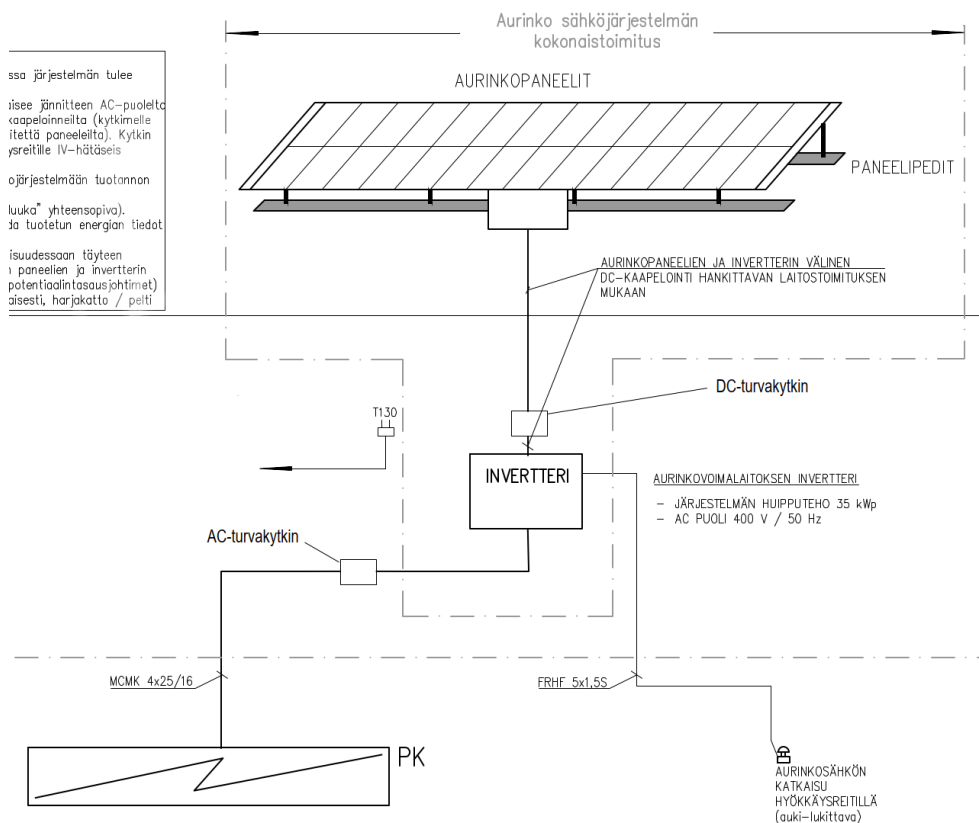 Aurinko sähköjärjestelmän
kokonaistoimitus
ssa järjestelmän tulee
aisee jännitteen AC-puolelta
kaapeloinneilta (kytkimelle
itettä paneeleilta). Kytkin
ysreitille IV-hätäseis
ojärjestelmään tuotannon
luuka" yhteensopiva).
da tuotetun energian tiedot
isuudessaan täyteen
n paneelien ja invertterin
potentiaalintasausjohtimet)
aisesti, harjakatto / pelti
AURINKOPANEELIT
PANEELIPEDIT
AURINKOPANEELIEN JA INVERTTERIN VÄLINEN
DC-KAAPELOINTI HANKITTAVAN LAITOSTOIMITUKSEN
MUKAAN
DC-turvakytkin
T130
INVERTTERI
AURINKOVOIMALAITOKSEN INVERTTERI
- JÄRJESTELMÄN HUIPPUTEHO 35 kWp
- AC PUOLI 400 V / 50 Hz
AC-turvakytkin
MCMK 4x25/16
FRHF 5x1,5S
PK
AURINKOSÄHKÖN
KATKAISU
HYÖKKÄYSREITILLÄ
(auki-lukittava)